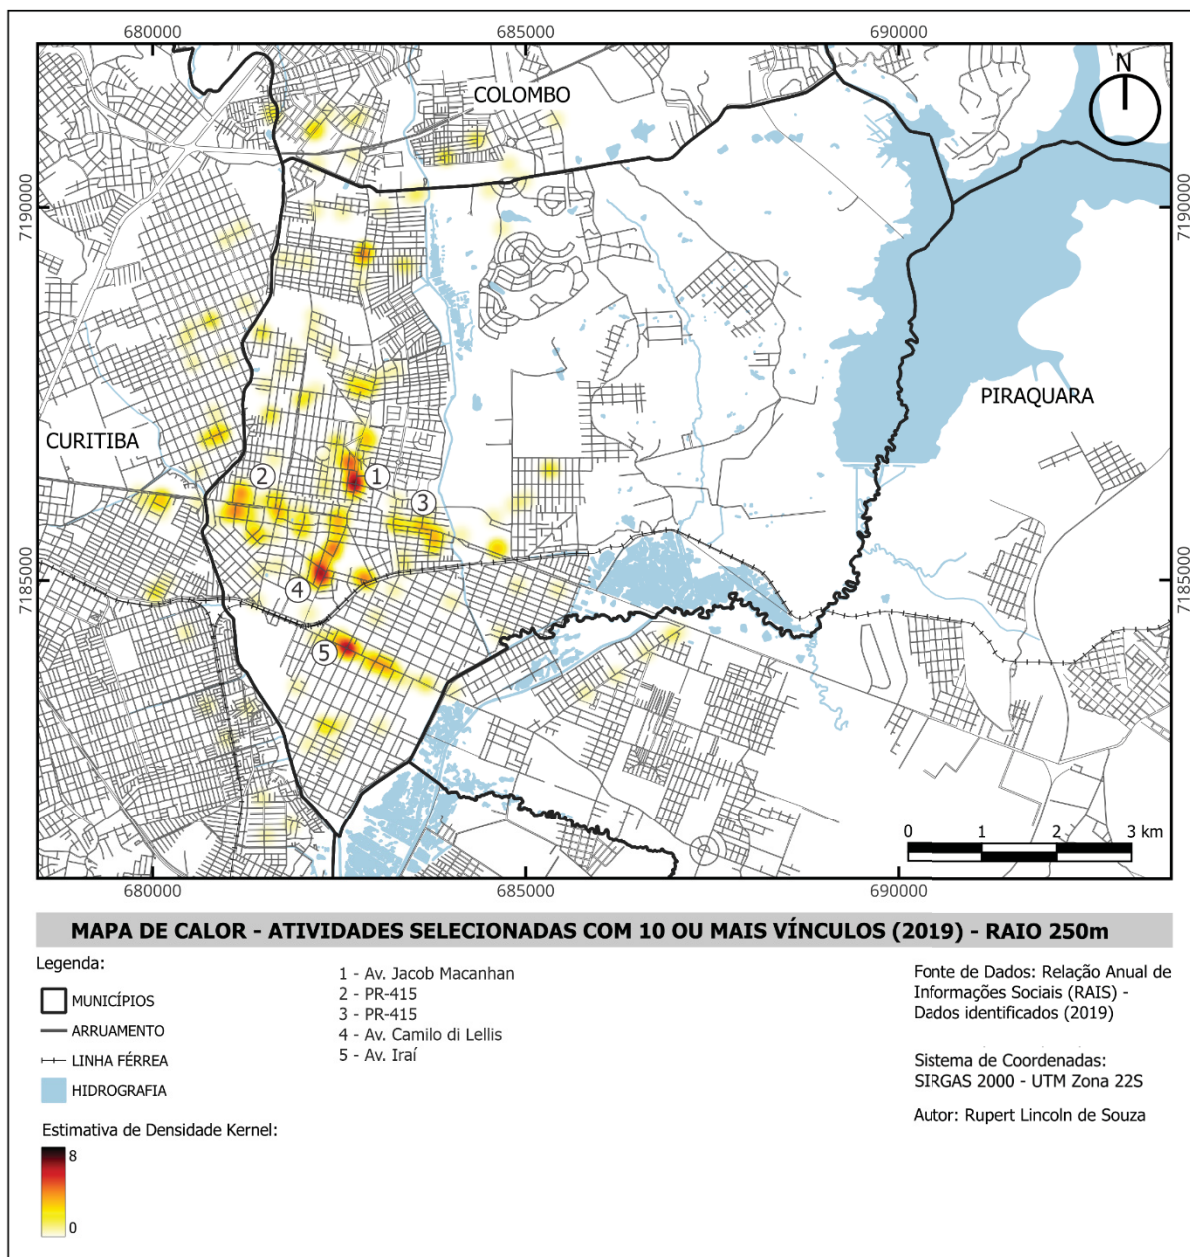 680000
685000
690000
N
COLOMBO
7190000
7190000
PIRAQUARA
CURITIBA
2
1
3
7185000
7185000
4
5
0
1
2
3 km
680000
685000
690000
MAPA DE CALOR - ATIVIDADES SELECIONADAS COM 10 OU MAIS VÍNCULOS (2019) - RAIO 250m
Legenda:
MUNICÍPIOS
ARRUAMENTO
LINHA FÉRREA
HIDROGRAFIA
Estimativa de Densidade Kernel:
8
0
1 - Av. Jacob Macanhan
2 - PR-415
3 - PR-415
4 - Av. Camilo di Lellis
5 - Av. Iraí
Fonte de Dados: Relação Anual de
Informações Sociais (RAIS) -
Dados identificados (2019)
Sistema de Coordenadas:
SIRGAS 2000 - UTM Zona 22S
Autor: Rupert Lincoln de Souza